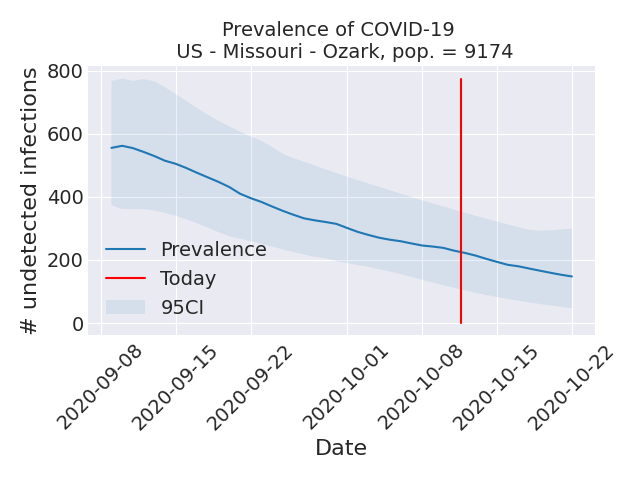 Prevalence of COVID-19
US - Missouri - Ozark, pop. = 9174
# undetected infections
800
600
400
200
0
Prevalence
Today
95CI
2020-09-08
2020-09-15
2020-09-22
2020-10-01
2020-10-08
2020-10-15
2020-10-22
Date